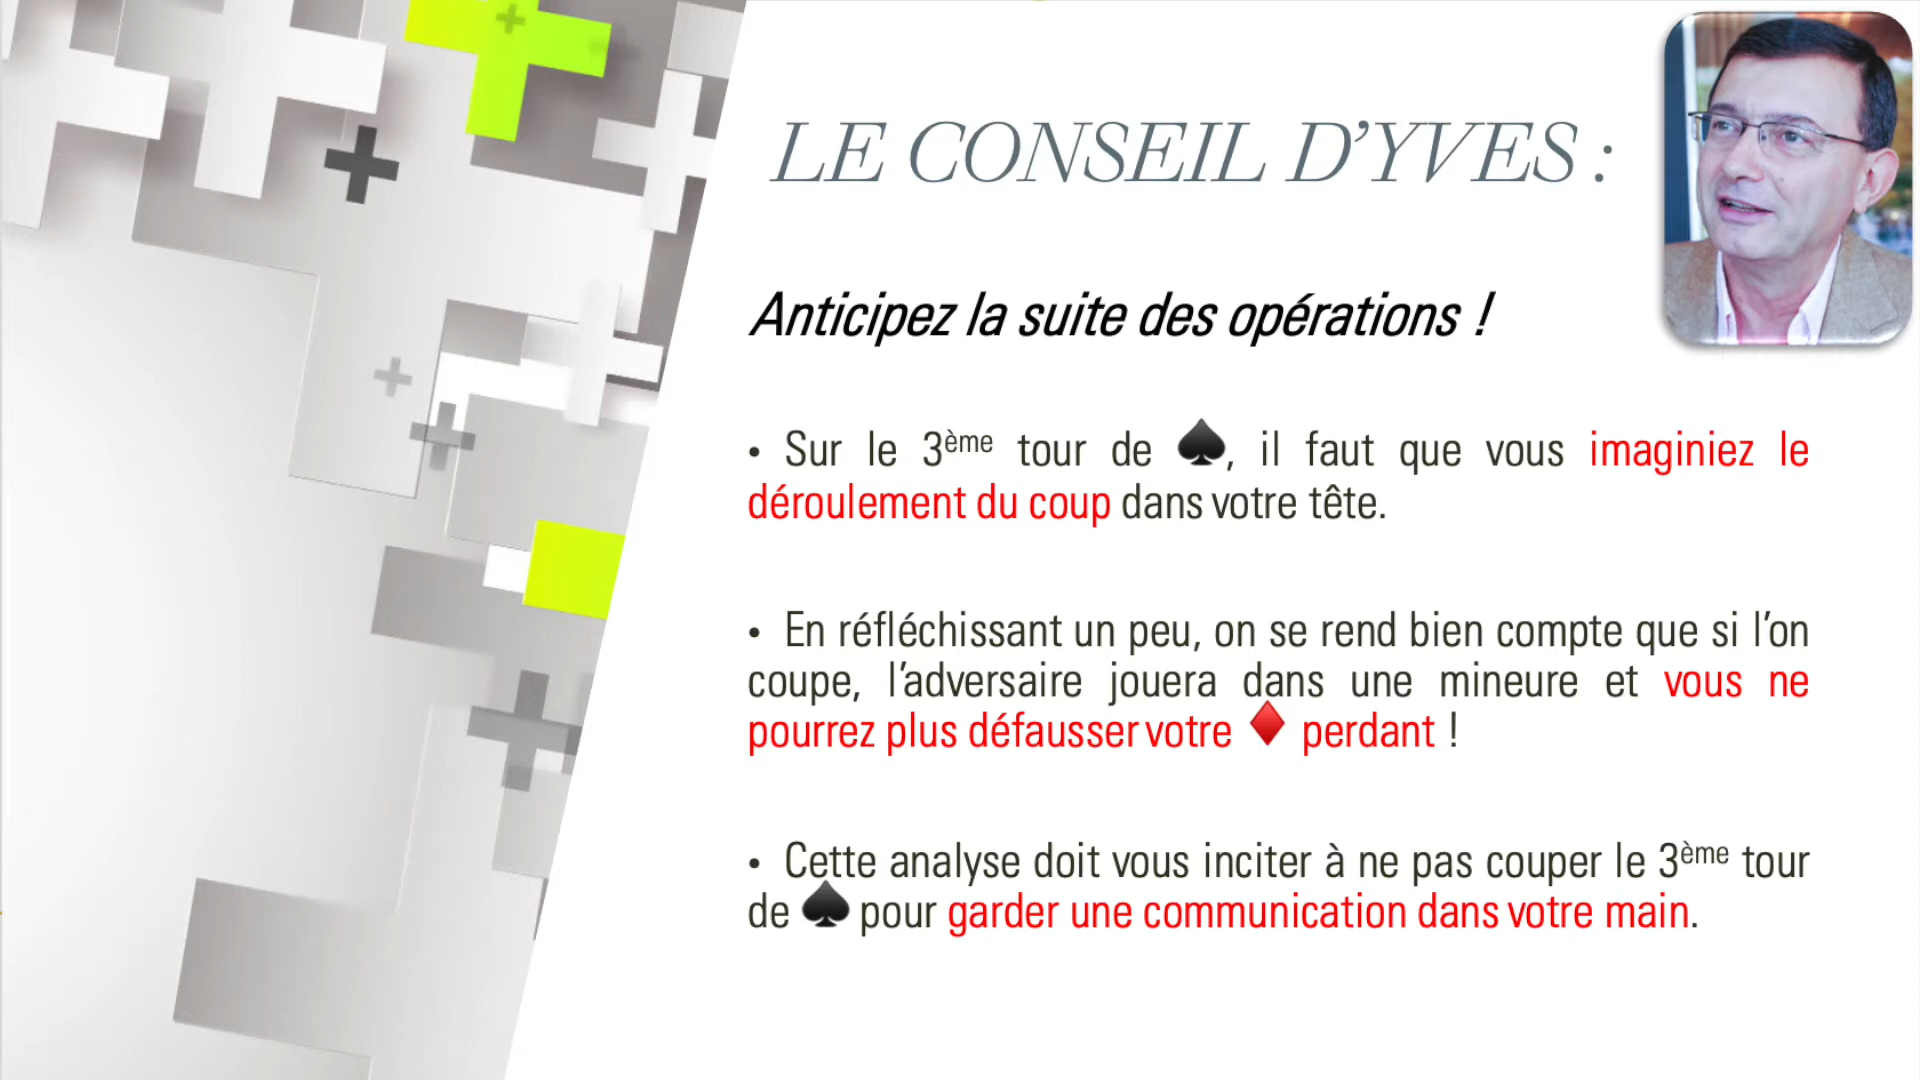 LE CONSEIL D’YVES :
Anticipez la suite des opérations !
• Sur le 3ème tour de ♠, il faut que vous imaginiez le
déroulement du coup dans votre tête.
• En réfléchissant un peu, on se rend bien compte que si l’on
coupe, l’adversaire jouera dans une mineure et vous ne
pourrez plus défausser votre ♦ perdant !
• Cette analyse doit vous inciter à ne pas couper le 3ème tour
de ♠ pour garder une communication dans votre main.